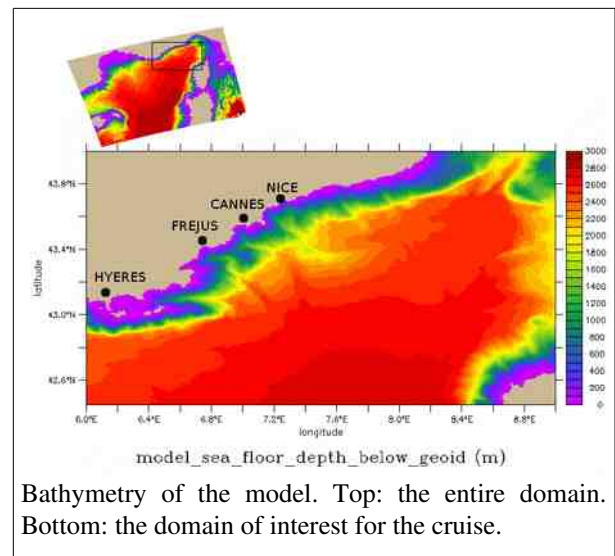 NICE
CANNES
FREJUS
HYERES
43.8°N
43.4°N
43.0°N
42.6°N
latitude
6.0°E 6.4°E 6.8°E 7.2°E 7.6°E 8.0°E 8.4°E 8.8°E
longitude
3000
2800
2600
2400
2200
2000
1800
1600
1400
1200
1000
800
600
400
200
0
model_sea_floor_depth_below_geoid (m)
Bathymetry of the model. Top: the entire domain.
Bottom: the domain of interest for the cruise.